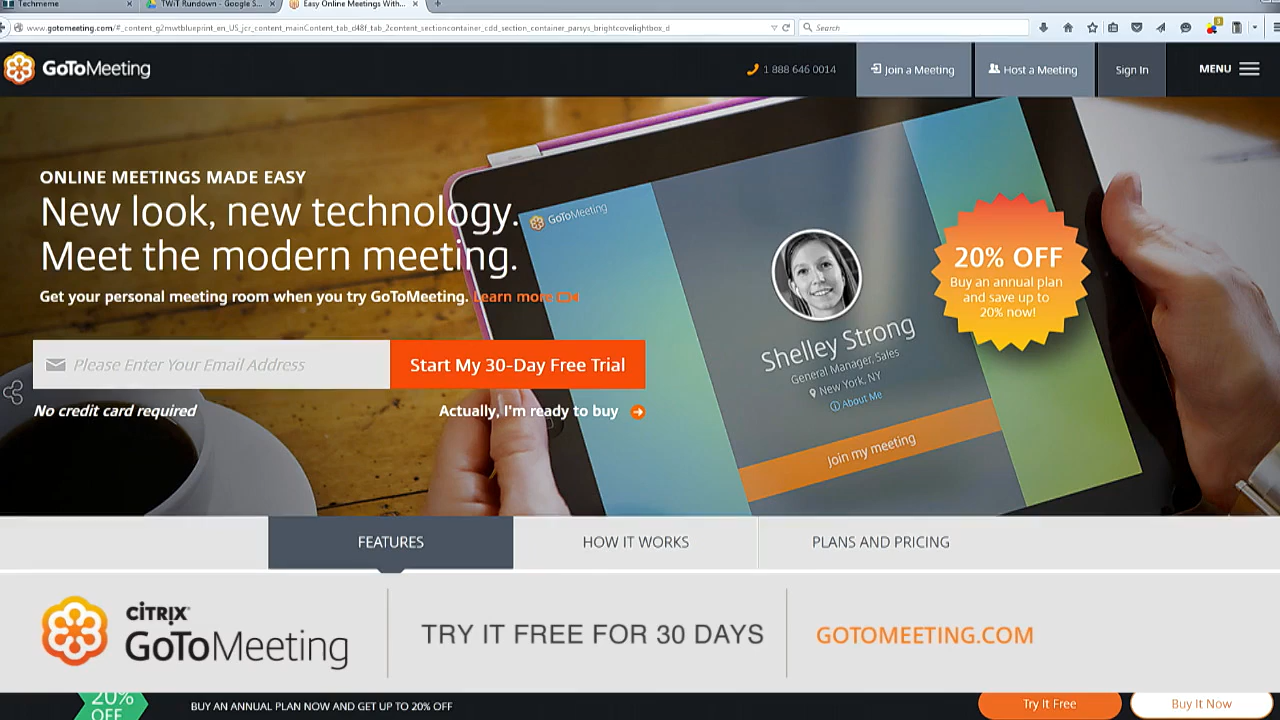 Techmeme
TWiT Rundown - Google S...
Easy Online Meetings With...
www.gotomeeting.com/#_content_g2mwtblueprint_en_US_jcr_content_mainContent_tab_d48f_tab_2content_sectioncontainer_cdd_section_container_parsys_brightcovelightbox_d
Search
GoToMeeting
1 888 646 0014
Join a Meeting
Host a Meeting
Sign In
MENU
ONLINE MEETINGS MADE EASY
New look, new technology.
Meet the modern meeting.
Get your personal meeting room when you try GoToMeeting. Learn more
Please Enter Your Email Address
Start My 30-Day Free Trial
No credit card required
Actually, I'm ready to buy
GoToMeeting
Shelley Strong
General Manager, Sales
New York, NY
About Me
Join my meeting
20% OFF
Buy an annual plan
and save up to
20% now!
FEATURES
HOW IT WORKS
PLANS AND PRICING
CITRIX®
GoToMeeting
TRY IT FREE FOR 30 DAYS
GOTOMEETING.COM
20%
OFF
BUY AN ANNUAL PLAN NOW AND GET UP TO 20% OFF
Try It Free
Buy It Now